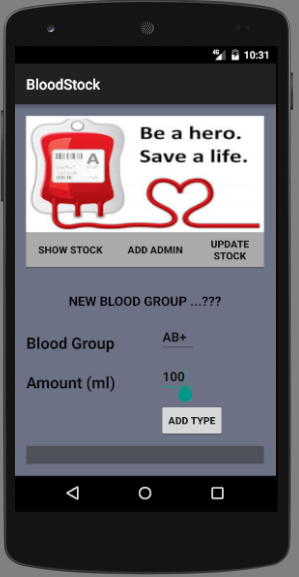 4G 10:31
BloodStock
A
Be a hero.
Save a life.
SHOW STOCK ADD ADMIN UPDATE
STOCK
NEW BLOOD GROUP ...???
Blood Group AB+
Amount (ml) 100
ADD TYPE